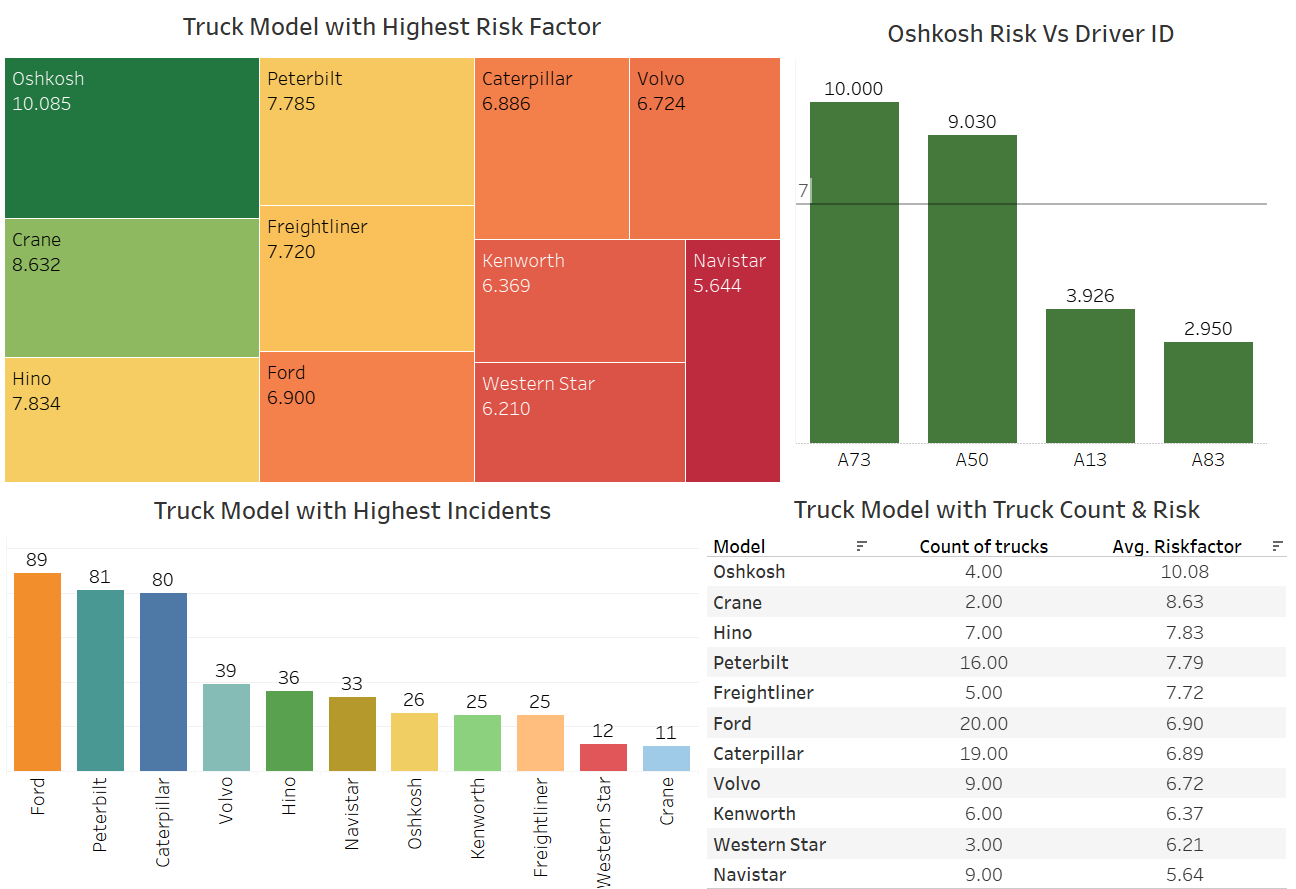 Truck Model with Highest Risk Factor
Oshkosh
10.085
Crane
8.632
Hino
7.834
Peterbilt
7.785
Freightliner
7.720
Ford
6.900
Caterpillar
6.886
Volvo
6.724
Kenworth
6.369
Western Star
6.210
Navistar
5.644
Oshkosh Risk Vs Driver ID
10.000
9.030
7
3.926
2.950
A73 A50 A13 A83
Truck Model with Highest Incidents
89 81 80 39 36 33 26 25 25 12 11
Ford
Peterbilt
Caterpillar
Volvo
Hino
Navistar
Oshkosh
Kenworth
Freightliner
Western Star
Crane
Truck Model with Truck Count & Risk
Model Count of trucks Avg. Riskfactor
Oshkosh 4.00 10.08
Crane 2.00 8.63
Hino 7.00 7.83
Peterbilt 16.00 7.79
Freightliner 5.00 7.72
Ford 20.00 6.90
Caterpillar 19.00 6.89
Volvo 9.00 6.72
Kenworth 6.00 6.37
Western Star 3.00 6.21
Navistar 9.00 5.64